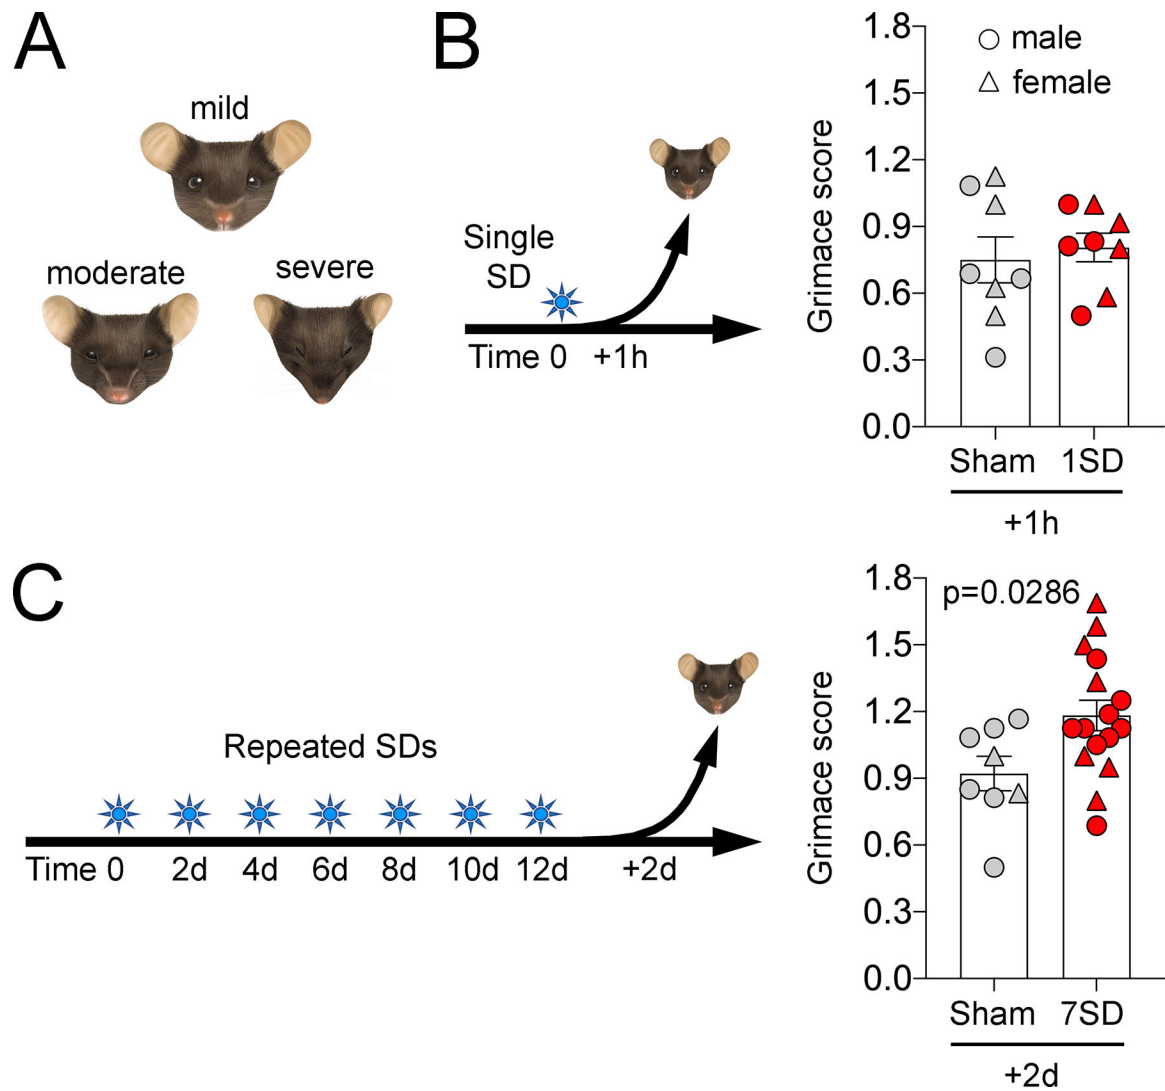 A
mild
moderate
severe
B
Single
SD
Time 0
+1h
Grimace score
1.8
1.5
1.2
0.9
0.6
0.3
0.0
male
female
Sham
1SD
+1h
C
Repeated SDs
Time 0
2d
4d
6d
8d
10d
12d
+2d
Grimace score
1.8
1.5
1.2
0.9
0.6
0.3
0.0
p=0.0286
Sham
7SD
+2d